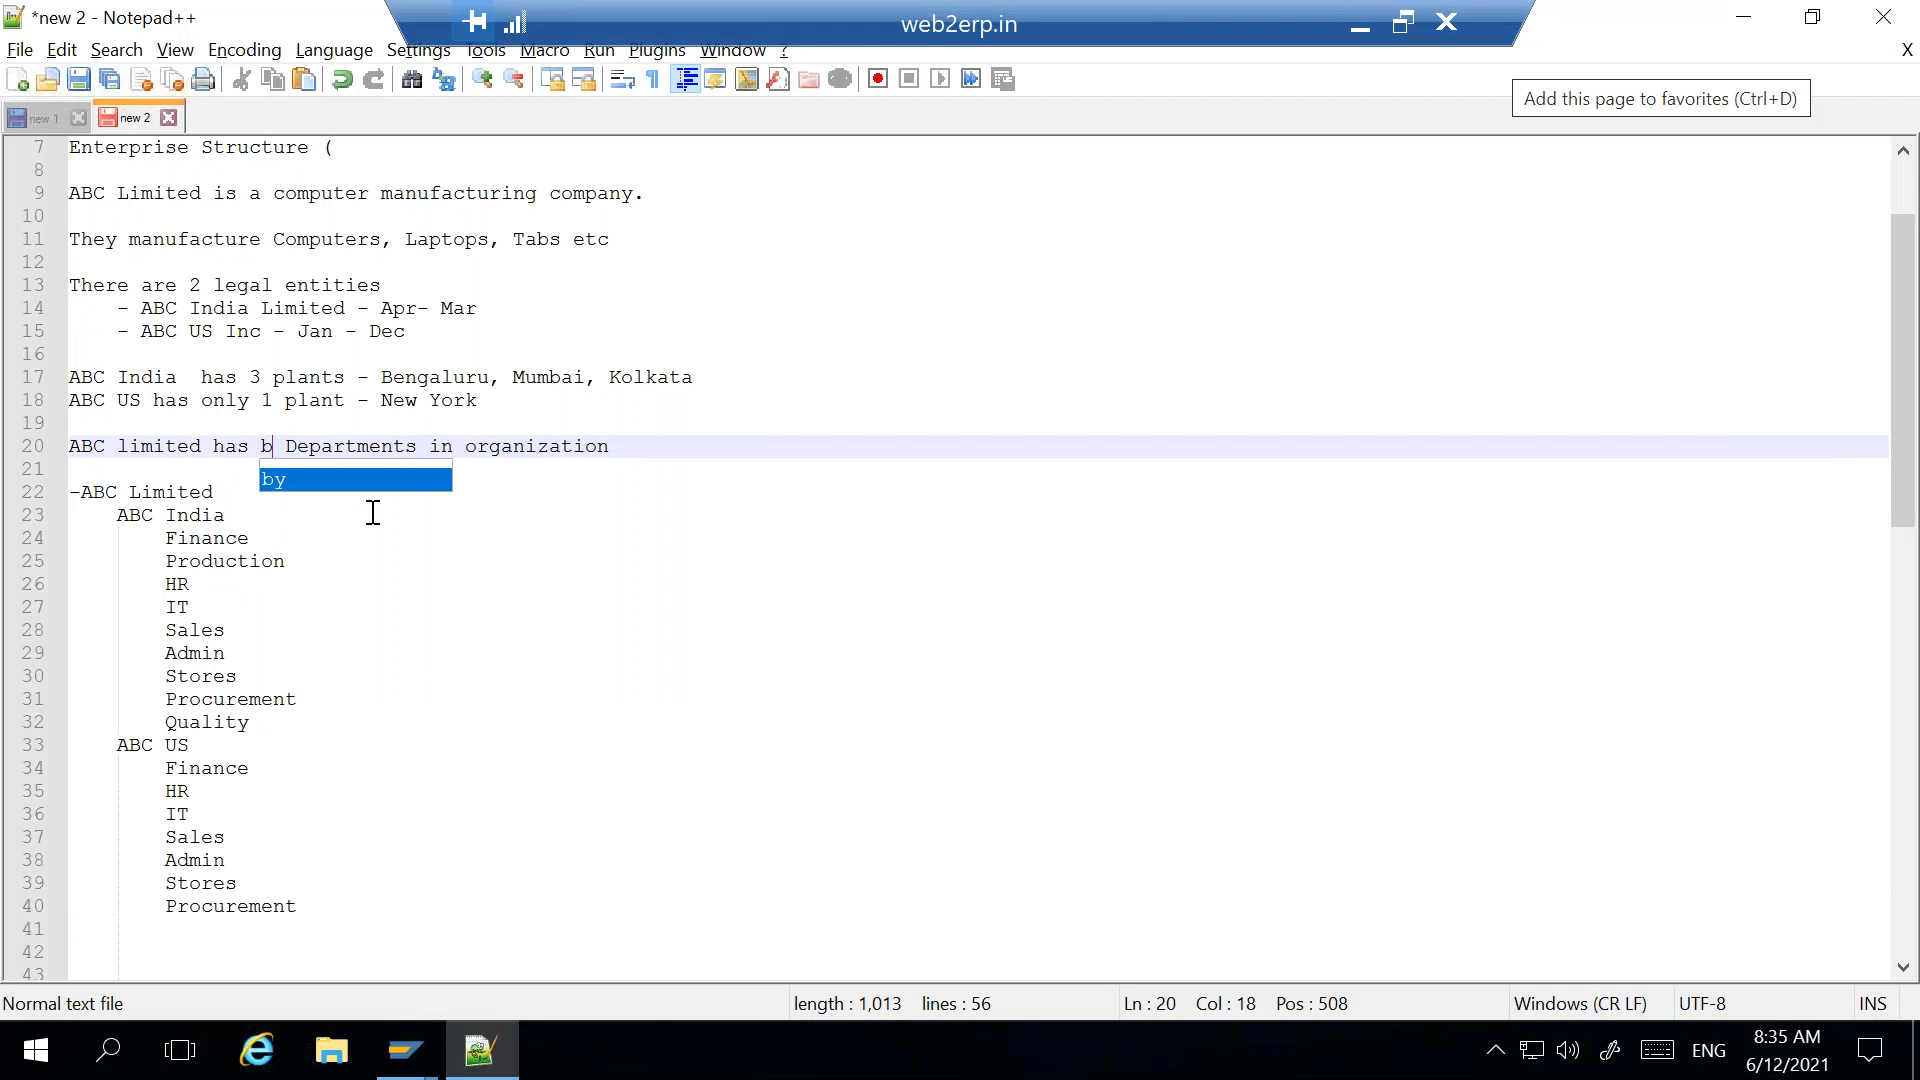 *new 2 - Notepad++
web2erp.in
File Edit Search View Encoding Language Settings Tools Macro Run Plugins Window ?
X
Add this page to favorites (Ctrl+D)
new 1
new 2
7 Enterprise Structure (
8
9 ABC Limited is a computer manufacturing company.
10
11 They manufacture Computers, Laptops, Tabs etc
12
13 There are 2 legal entities
14 - ABC India Limited - Apr- Mar
15 - ABC US Inc - Jan - Dec
16
17 ABC India  has 3 plants - Bengaluru, Mumbai, Kolkata
18 ABC US has only 1 plant - New York
19
20 ABC limited has b Departments in organization
21
by
22 -ABC Limited
23 ABC India
24 Finance
25 Production
26 HR
27 IT
28 Sales
29 Admin
30 Stores
31 Procurement
32 Quality
33 ABC US
34 Finance
35 HR
36 IT
37 Sales
38 Admin
39 Stores
40 Procurement
41
42
43
Normal text file
length : 1,013 lines : 56
Ln : 20 Col : 18 Pos : 508
Windows (CR LF)
UTF-8
INS
ENG
8:35 AM
6/12/2021